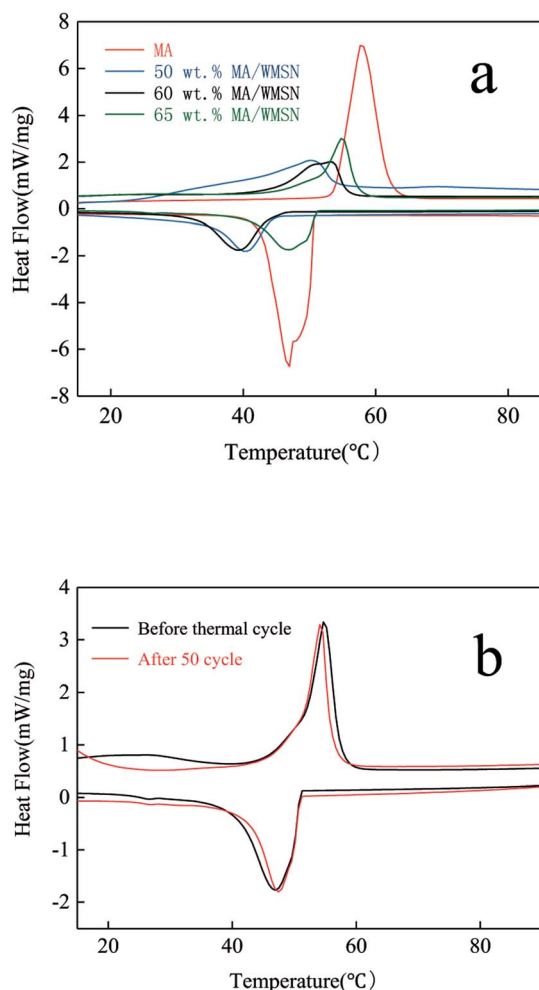 8
6
4
2
0
-2
-4
-6
-8
Heat Flow(mW/mg)
MA
50 wt.% MA/WMSN
60 wt.% MA/WMSN
65 wt.% MA/WMSN
a
20 40 60 80
Temperature(℃)
4
3
2
1
0
-1
-2
Heat Flow(mW/mg)
Before thermal cycle
After 50 cycle
b
20 40 60 80
Temperature(℃)